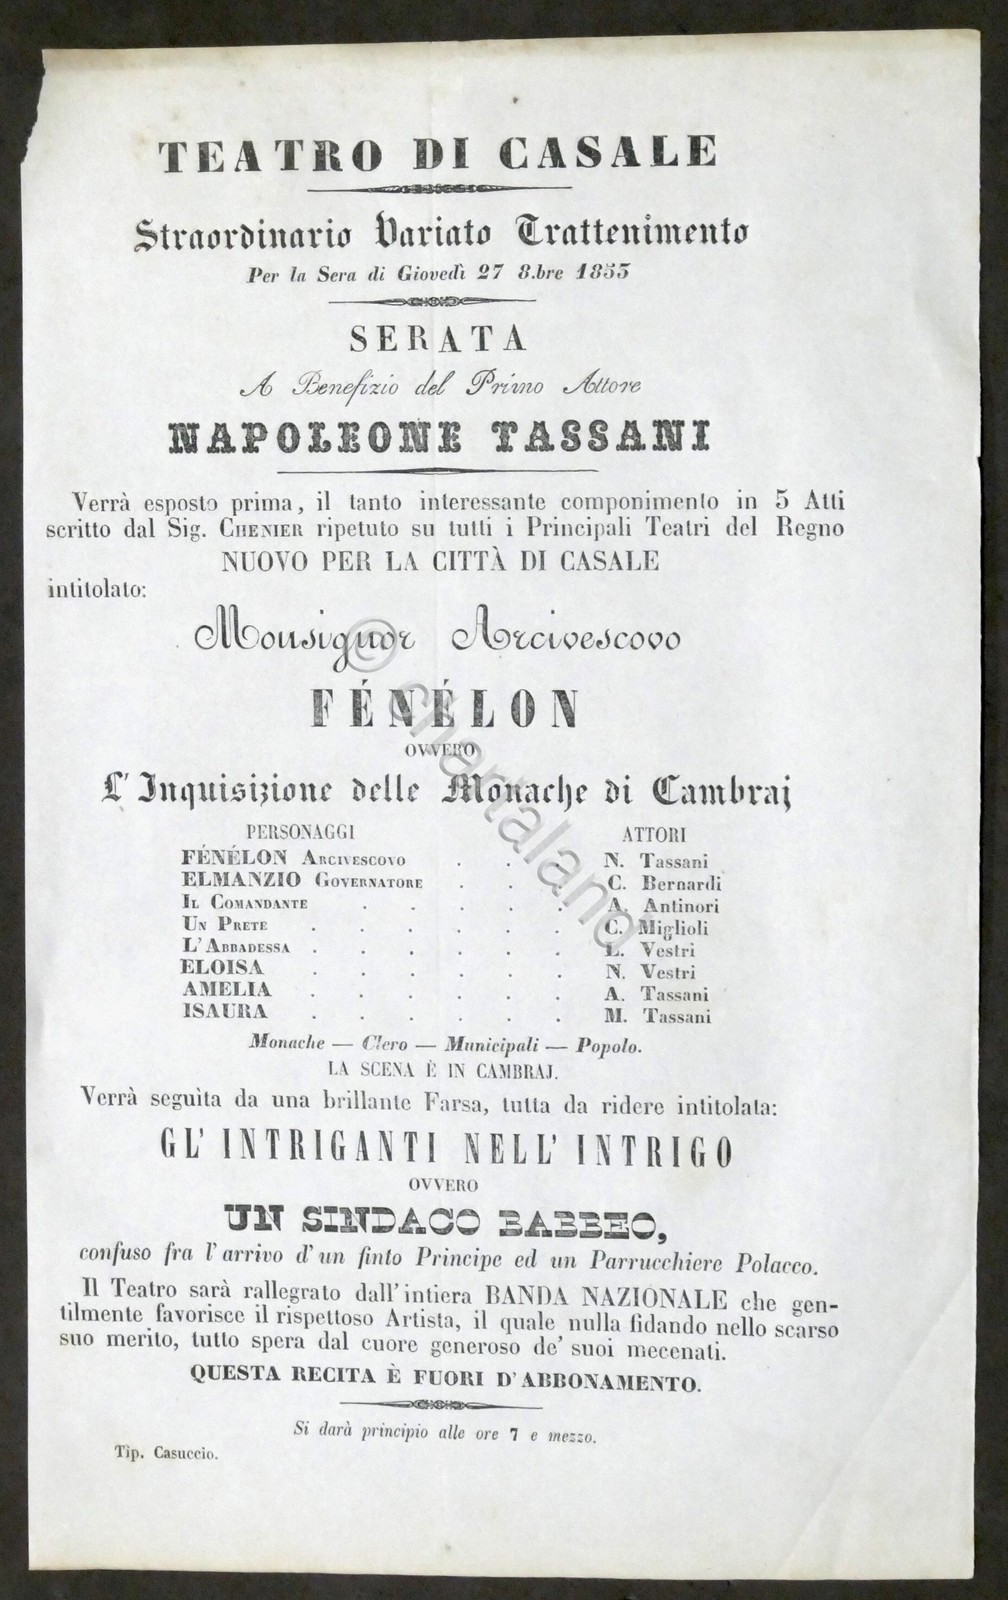 TEATRO DI CASALE
Straordinario Variato Trattenimento
Per la Sera di Giovedì 27 8.bre 1853
SERATA
A Benefizio del Primo Attore
NAPOLEONE TASSANI
Verrà esposto prima, il tanto interessante componimento in 5 Atti
scritto dal Sig. CHENIER ripetuto su tutti i Principali Teatri del Regno
NUOVO PER LA CITTÀ DI CASALE
intitolato:
Monsignor Arcivescovo
FÉNÉLON
OVVERO
L'Inquisizione delle Monache di Cambraj
PERSONAGGI ATTORI
FÉNÉLON ARCIVESCOVO . . . N. Tassani
ELMANZIO GOVERNATORE . . . C. Bernardi
IL COMANDANTE . . . . . A. Antinori
UN PRETE . . . . . . C. Miglioli
L'ABBADESSA . . . . . . L. Vestri
ELOISA . . . . . . N. Vestri
AMELIA . . . . . . A. Tassani
ISAURA . . . . . . M. Tassani
Monache — Clero — Municipali — Popolo.
LA SCENA È IN CAMBRAJ.
Verrà seguìta da una brillante Farsa, tutta da ridere intitolata:
GL' INTRIGANTI NELL' INTRIGO
OVVERO
UN SINDACO BABBEO,
confuso fra l'arrivo d'un finto Principe ed un Parrucchiere Polacco.
Il Teatro sarà rallegrato dall'intiera BANDA NAZIONALE che gen-
tilmente favorisce il rispettoso Artista, il quale nulla fidando nello scarso
suo merito, tutto spera dal cuore generoso de' suoi mecenati.
QUESTA RECITA È FUORI D'ABBONAMENTO.
Si darà principio alle ore 7 e mezzo.
Tip. Casuccio.
© chartaland